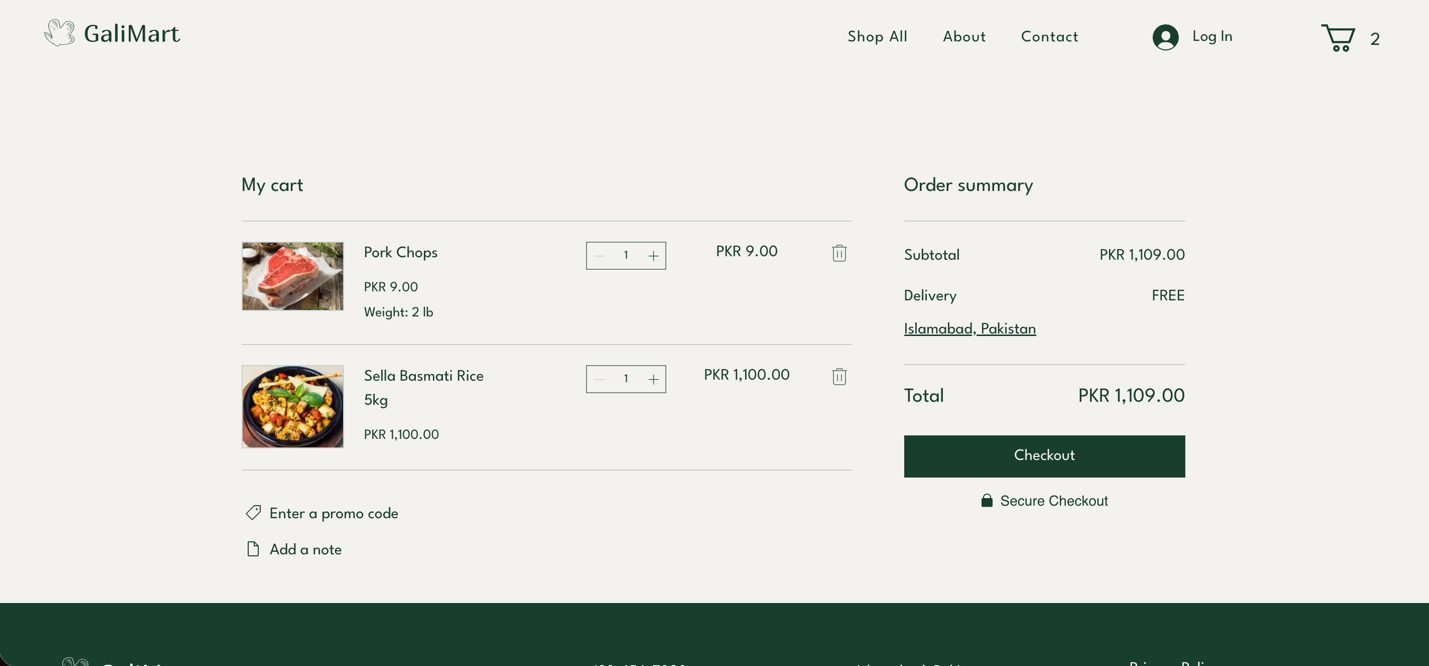 GaliMart
Shop All
About
Contact
Log In
2
My cart
Pork Chops
PKR 9.00
Weight: 2 lb
1
PKR 9.00
Sella Basmati Rice
5kg
PKR 1,100.00
1
PKR 1,100.00
Enter a promo code
Add a note
Order summary
Subtotal
PKR 1,109.00
Delivery
FREE
Islamabad, Pakistan
Total
PKR 1,109.00
Checkout
Secure Checkout